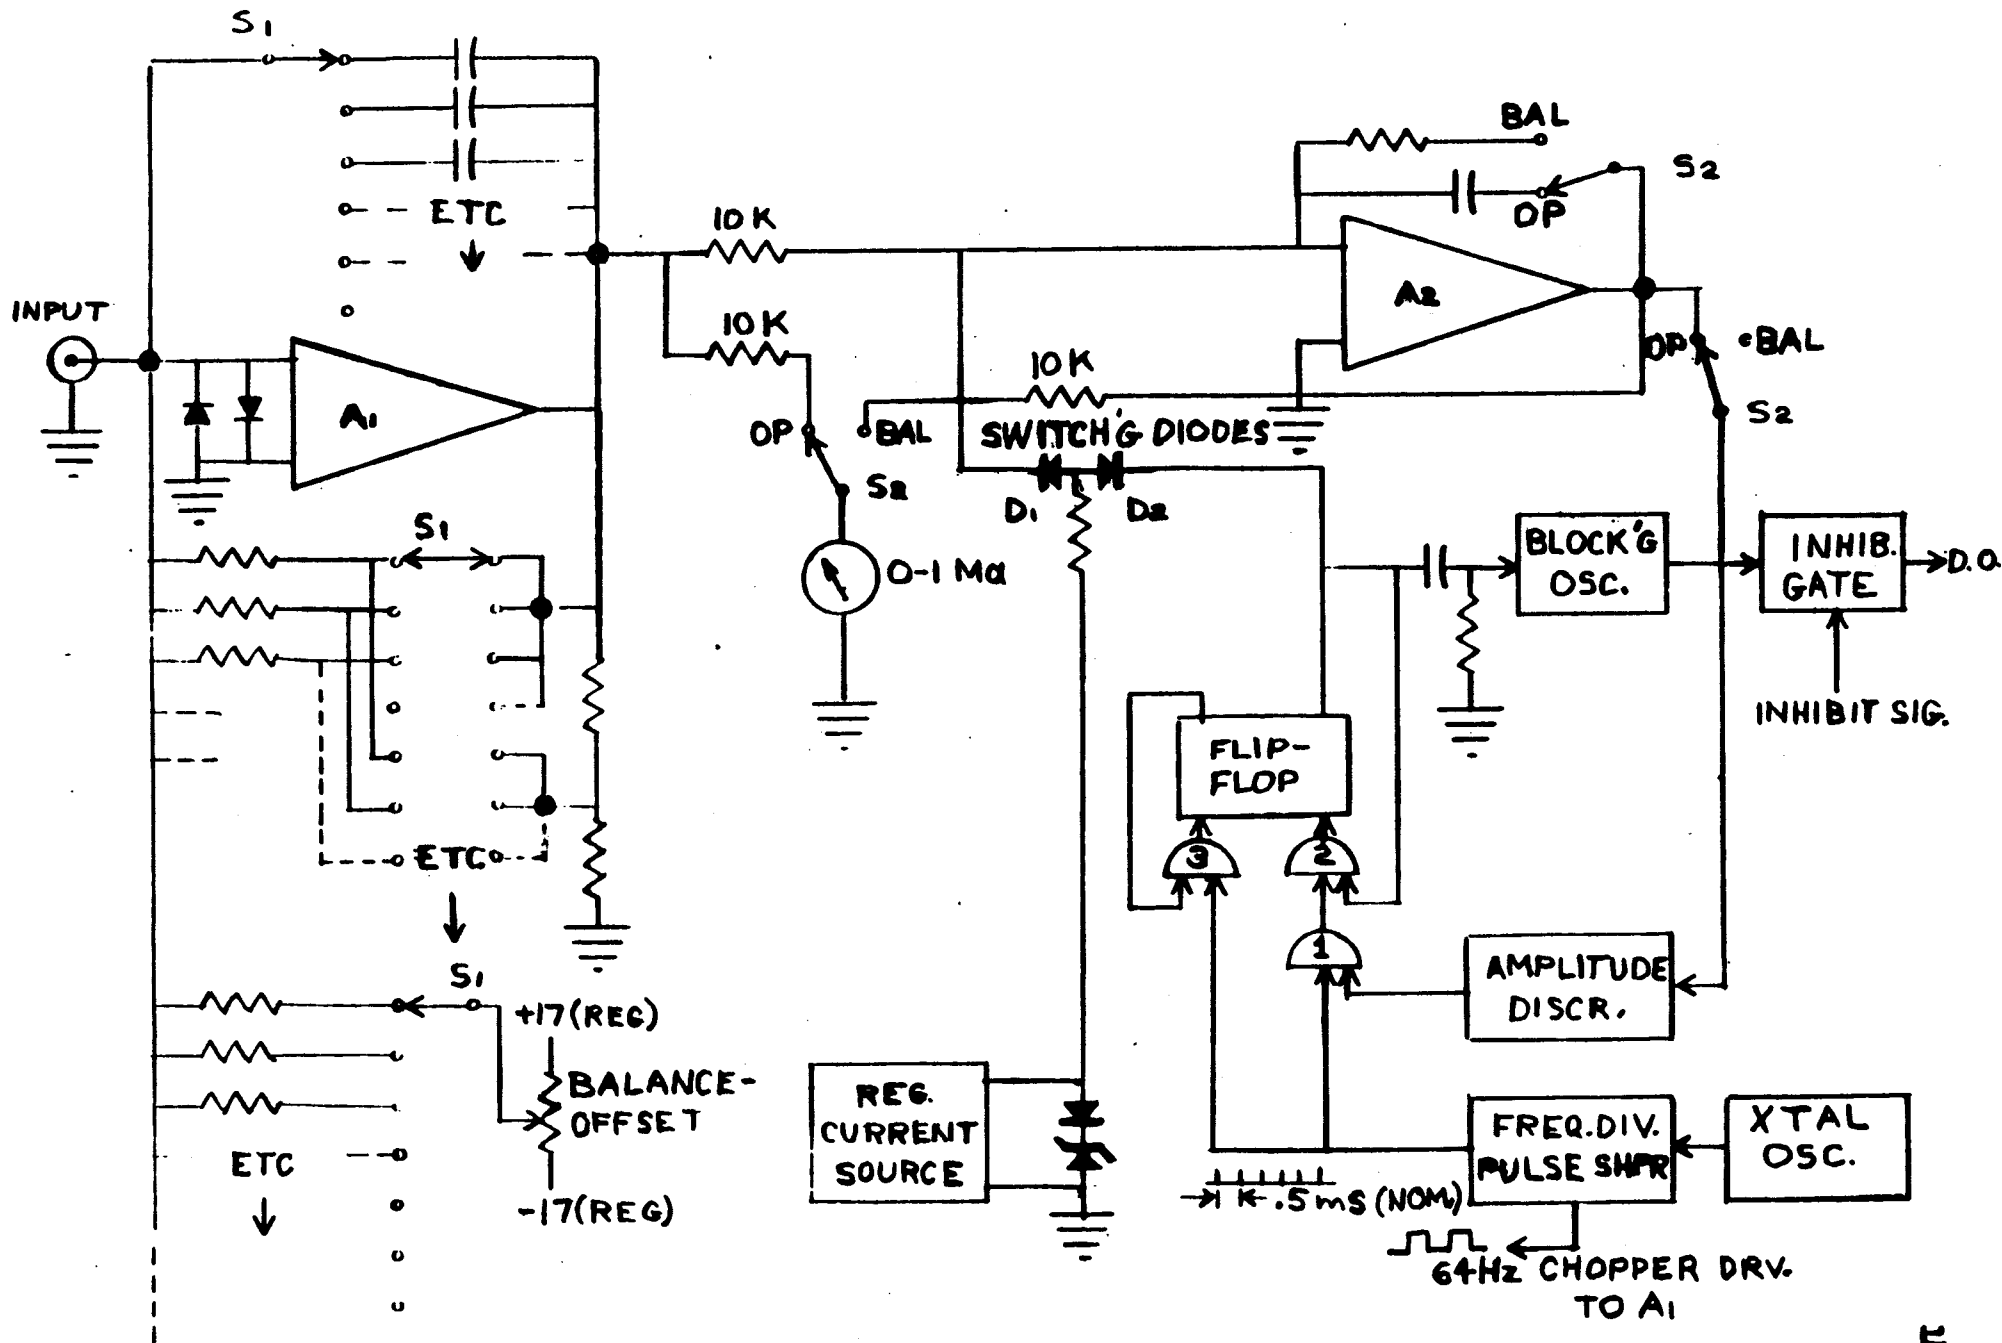 S1
BAL
S2
OP
ETC
10K
INPUT
A2
10K
OP
BAL
10K
S2
A1
OP
BAL
SWITCH'G DIODES
S2
D1
D2
S1
0-1 Ma
BLOCK'G
OSC.
INHIB.
GATE
D.O.
INHIBIT SIG.
FLIP-
FLOP
ETC
3
2
1
S1
AMPLITUDE
DISCR.
+17(REG)
BALANCE-
OFFSET
-17(REG)
ETC
REG.
CURRENT
SOURCE
FREQ.DIV.
PULSE SHPR
XTAL
OSC.
.5ms (NOM.)
64Hz CHOPPER DRV.
TO A1